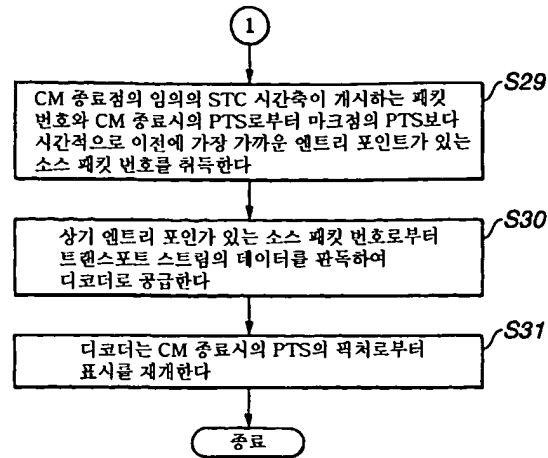 1
S29
CM 종료점의 임의의 STC 시간축이 개시하는 패킷
번호와 CM 종료시의 PTS로부터 마크점의 PTS보다
시간적으로 이전에 가장 가까운 엔트리 포인트가 있는
소스 패킷 번호를 취득한다
S30
상기 엔트리 포인가 있는 소스 패킷 번호로부터
트랜스포트 스트림의 데이터를 판독하여
디코더로 공급한다
S31
디코더는 CM 종료시의 PTS의 픽처로부터
표시를 재개한다
종료